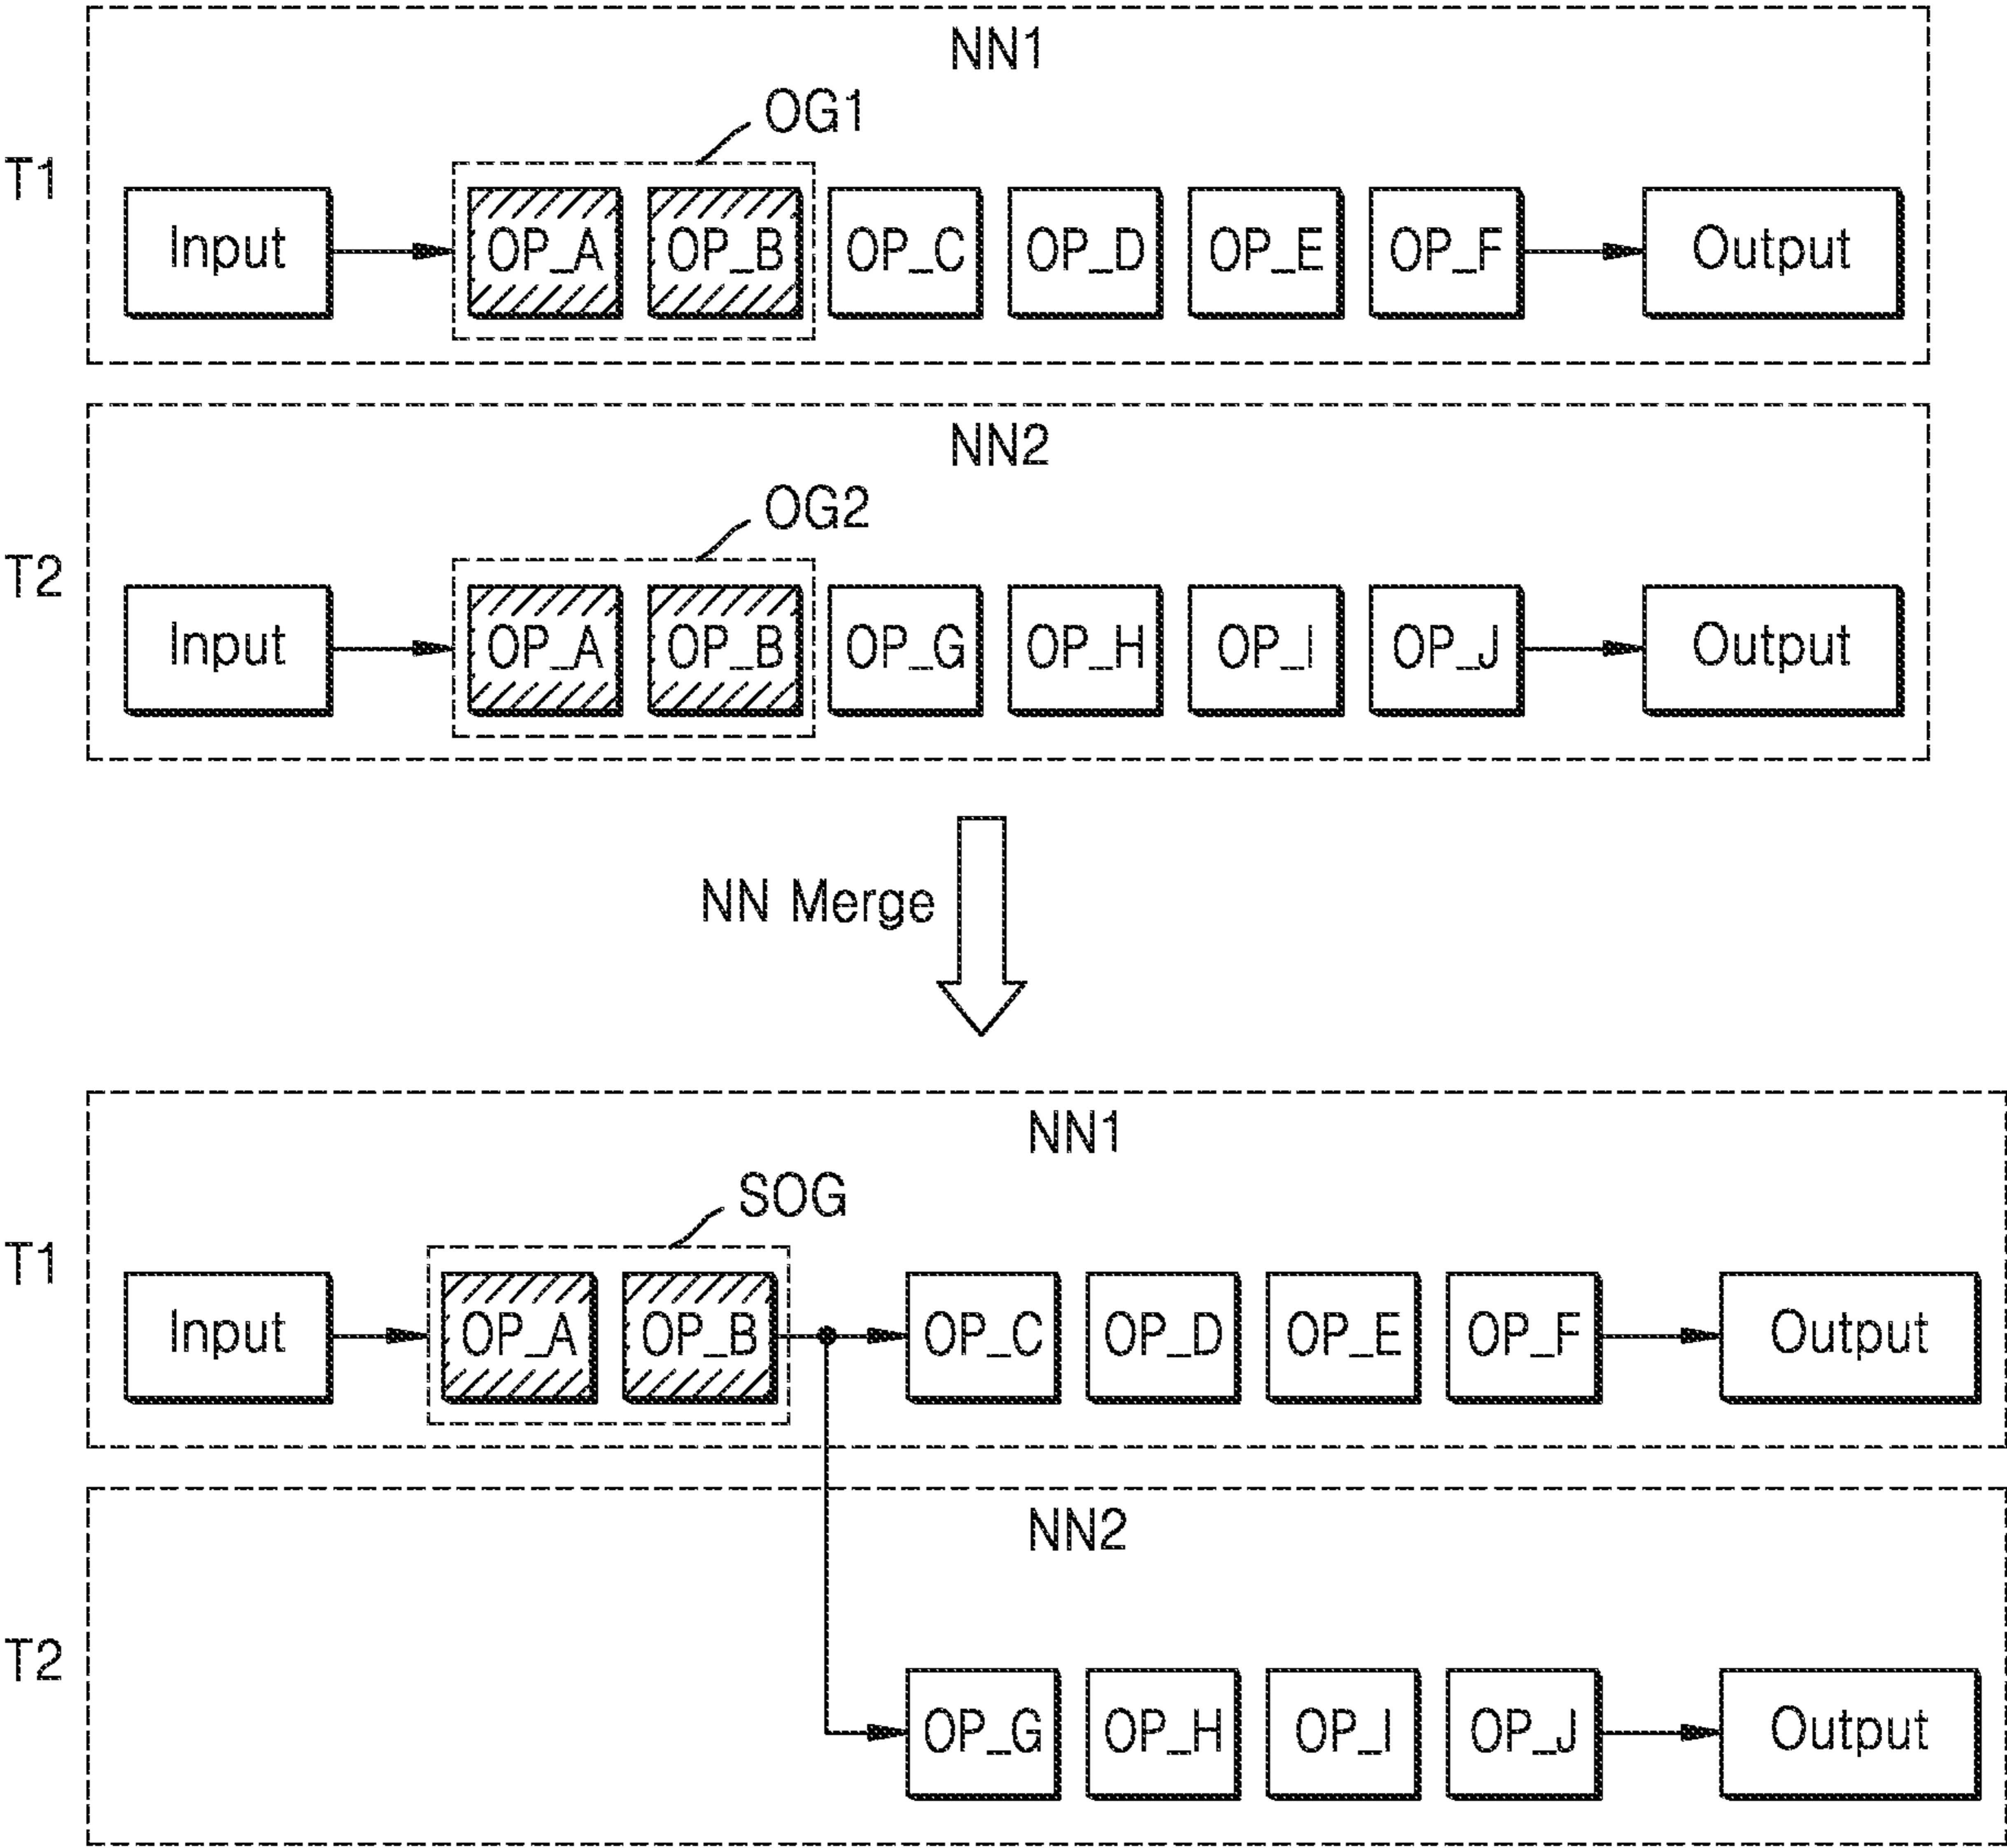 NN1
OG1
T1
Input OP_A OP_B OP_C OP_D OP_E OP_F Output
NN2
OG2
T2
Input OP_A OP_B OP_G OP_H OP_I OP_J Output
NN Merge
NN1
SOG
T1
Input OP_A OP_B OP_C OP_D OP_E OP_F Output
NN2
T2
OP_G OP_H OP_I OP_J Output